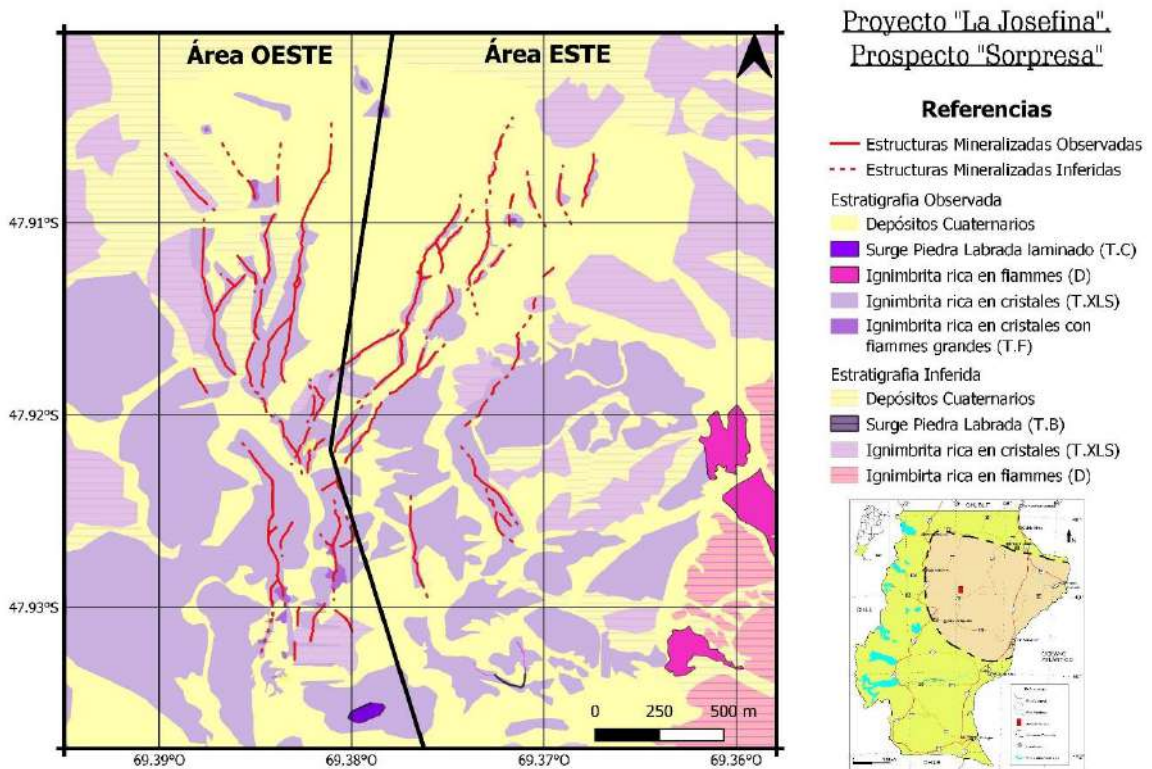 Proyecto "La Josefina".
Prospecto "Sorpresa"
Área OESTE
Área ESTE
47.91°S
47.92°S
47.93°S
69.39°O
69.38°O
69.37°O
69.36°O
0 250 500 m
Referencias
Estructuras Mineralizadas Observadas
Estructuras Mineralizadas Inferidas
Estratigrafia Observada
Depósitos Cuaternarios
Surge Piedra Labrada laminado (T.C)
Ignimbrita rica en fiammes (D)
Ignimbrita rica en cristales (T.XLS)
Ignimbrita rica en cristales con
fiammes grandes (T.F)
Estratigrafia Inferida
Depósitos Cuaternarios
Surge Piedra Labrada (T.B)
Ignimbrita rica en cristales (T.XLS)
Ignimbirta rica en fiammes (D)